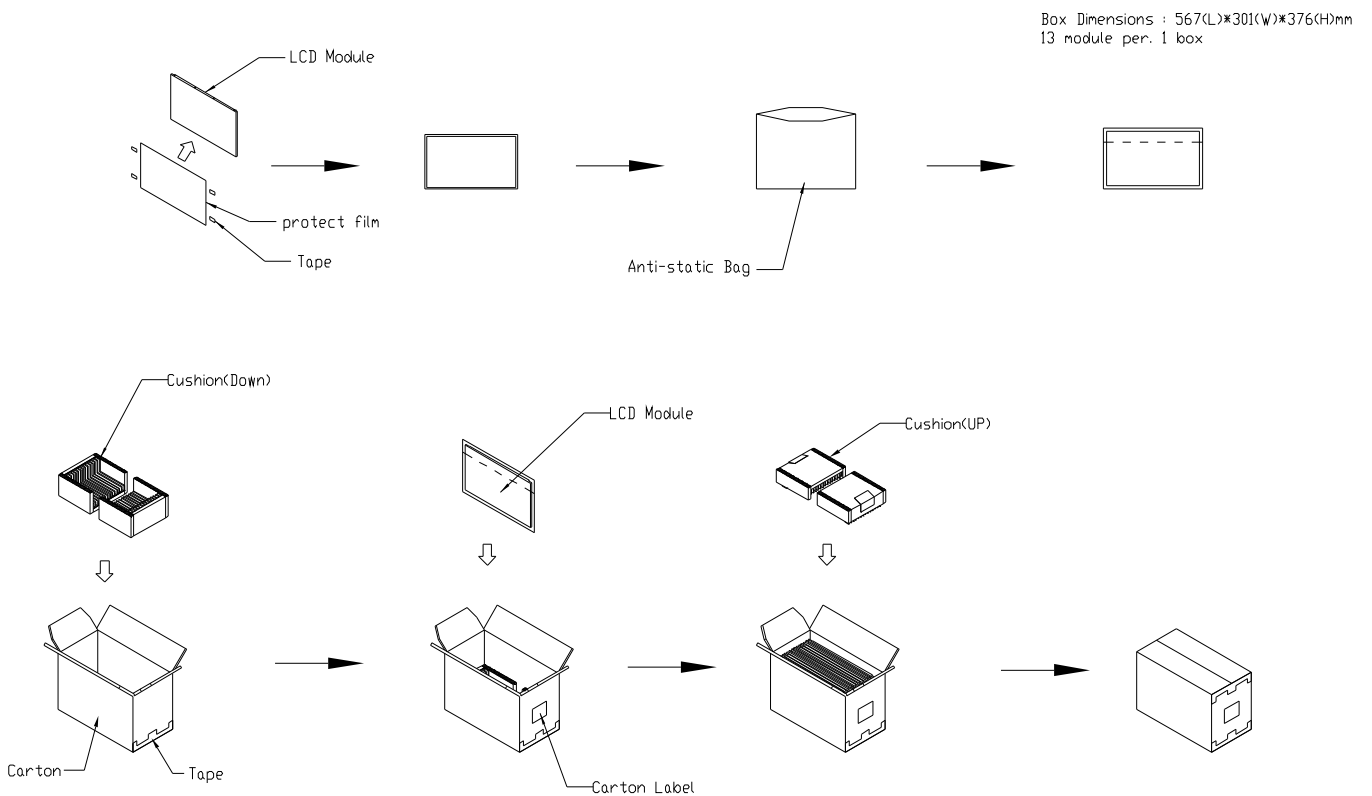 Box Dimensions : 567(L)*301(W)*376(H)mm
13 module per. 1 box
LCD Module
protect film
Tape
Anti-static Bag
Cushion(Down)
LCD Module
Cushion(UP)
Carton
Tape
Carton Label